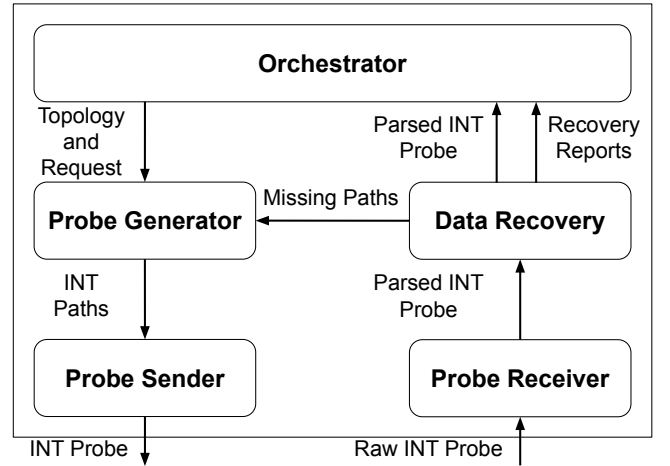 Orchestrator
Topology
and
Request
Parsed INT
Probe
Recovery
Reports
Probe Generator
Missing Paths
Data Recovery
INT
Paths
Parsed INT
Probe
Probe Sender
Probe Receiver
INT Probe
Raw INT Probe